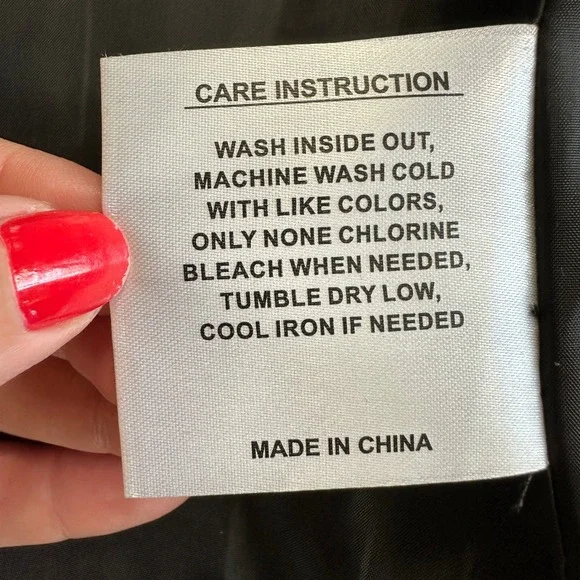 CARE INSTRUCTION
WASH INSIDE OUT,
MACHINE WASH COLD
WITH LIKE COLORS,
ONLY NONE CHLORINE
BLEACH WHEN NEEDED,
TUMBLE DRY LOW,
COOL IRON IF NEEDED
MADE IN CHINA